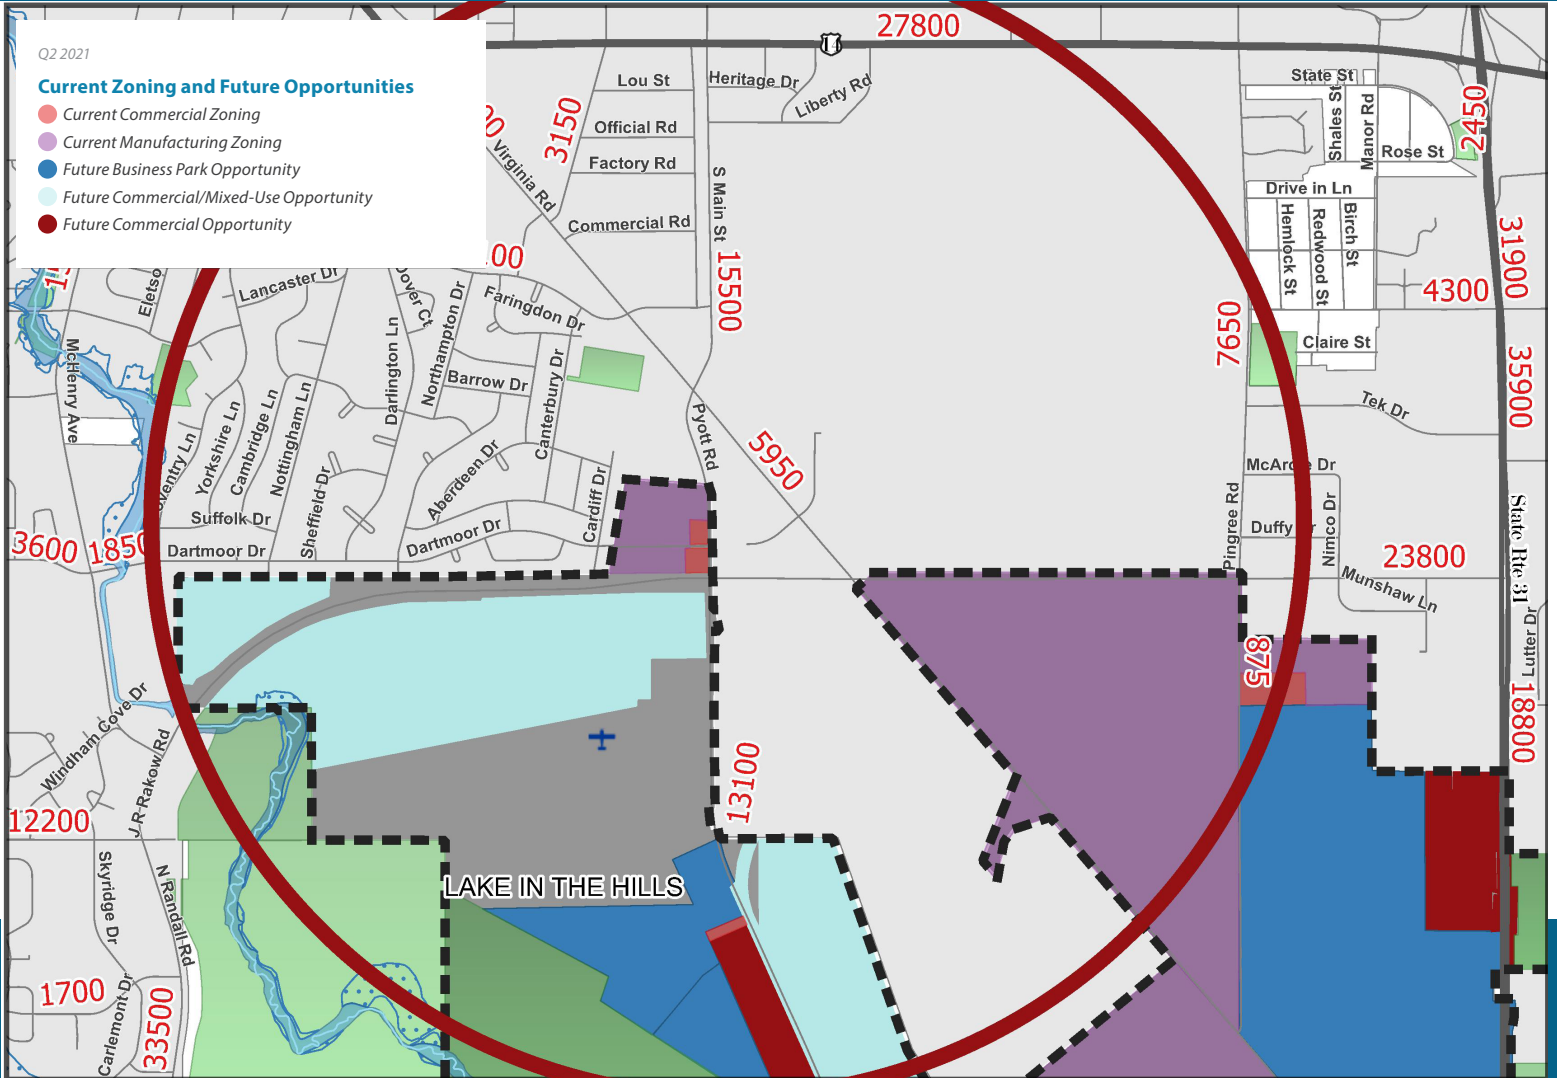 Q2 2021
Current Zoning and Future Opportunities
Current Commercial Zoning
Current Manufacturing Zoning
Future Business Park Opportunity
Future Commercial/Mixed-Use Opportunity
Future Commercial Opportunity
27800
Lou St
Heritage Dr
Liberty Rd
State St
Shales St
Manor Rd
2450
3150
Official Rd
Factory Rd
Virginia Rd
Rose St
S Main St
Drive in Ln
Hemlock St
Redwood St
Birch St
Commercial Rd
31900
15500
4300
Lancaster Dr
Northampton Dr
Faringdon Dr
Darlington Ln
7650
Claire St
McHenry Ave
Barrow Dr
Canterbury Dr
35900
Tek Dr
Yorkshire Ln
Cambridge Ln
Nottingham Ln
Sheffield Dr
Aberdeen Dr
Pyott Rd
5950
Cardiff Dr
Pingree Rd
Nimco Dr
State Rte 31
Suffolk Dr
Dartmoor Dr
Duffy
3600
1850
Dartmoor Dr
23800
Munshaw Ln
Lutter Dr
875
18800
Windham Cove Dr
J R Rakow Rd
13100
12200
Skyridge Dr
N Randall Rd
LAKE IN THE HILLS
1700
Carlemont Dr
33500